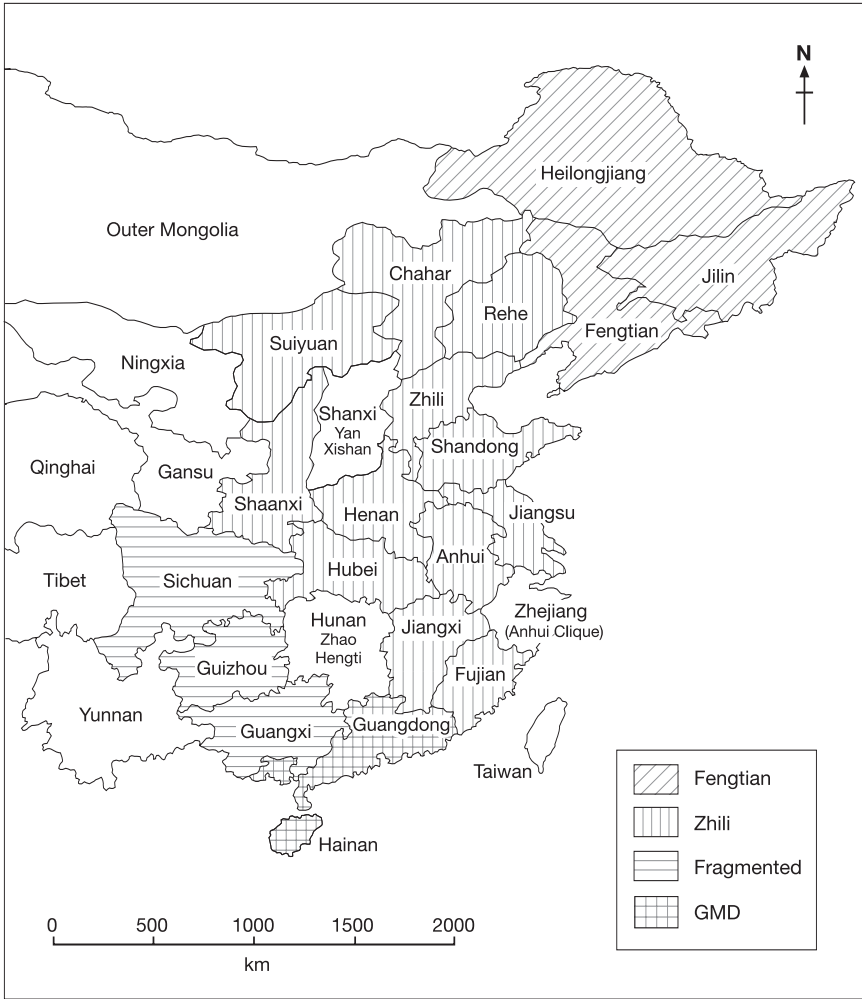 N
Heilongjiang
Outer Mongolia
Chahar
Jilin
Rehe
Fengtian
Suiyuan
Ningxia
Zhili
Shanxi
Yan
Xishan
Shandong
Qinghai
Gansu
Shaanxi
Henan
Jiangsu
Anhui
Hubei
Tibet
Sichuan
Zhejiang
(Anhui Clique)
Hunan
Zhao
Hengti
Jiangxi
Guizhou
Fujian
Yunnan
Guangxi
Guangdong
Taiwan
Hainan
Fengtian
Zhili
Fragmented
GMD
0 500 1000 1500 2000
km